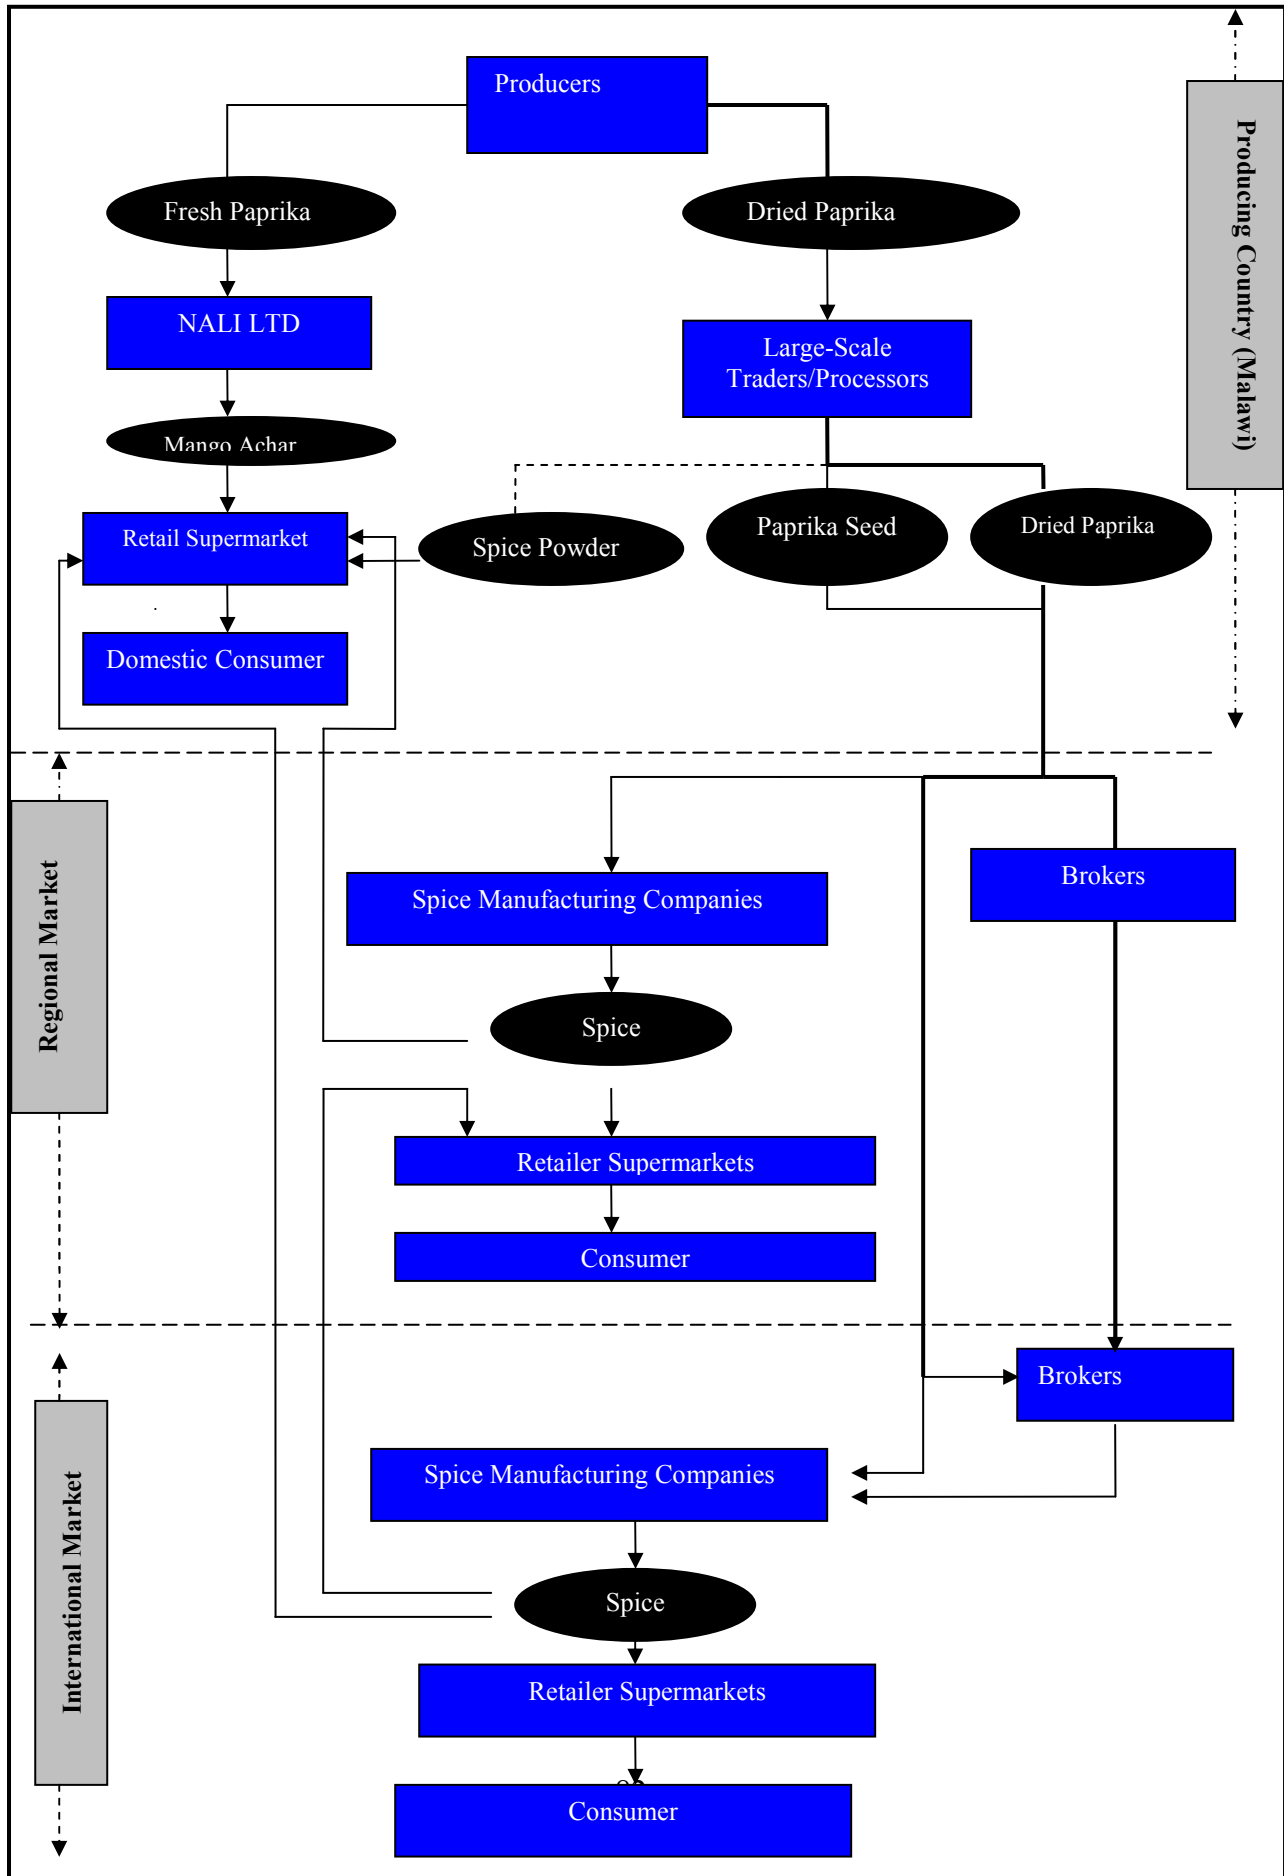 Producers
Producing Country (Malawi)
Fresh Paprika
Dried Paprika
NALI LTD
Large-Scale
Traders/Processors
Mango Achar
Retail Supermarket
Spice Powder
Paprika Seed
Dried Paprika
Domestic Consumer
Regional Market
Brokers
Spice Manufacturing Companies
Spice
Retailer Supermarkets
Consumer
International Market
Brokers
Spice Manufacturing Companies
Spice
Retailer Supermarkets
Consumer